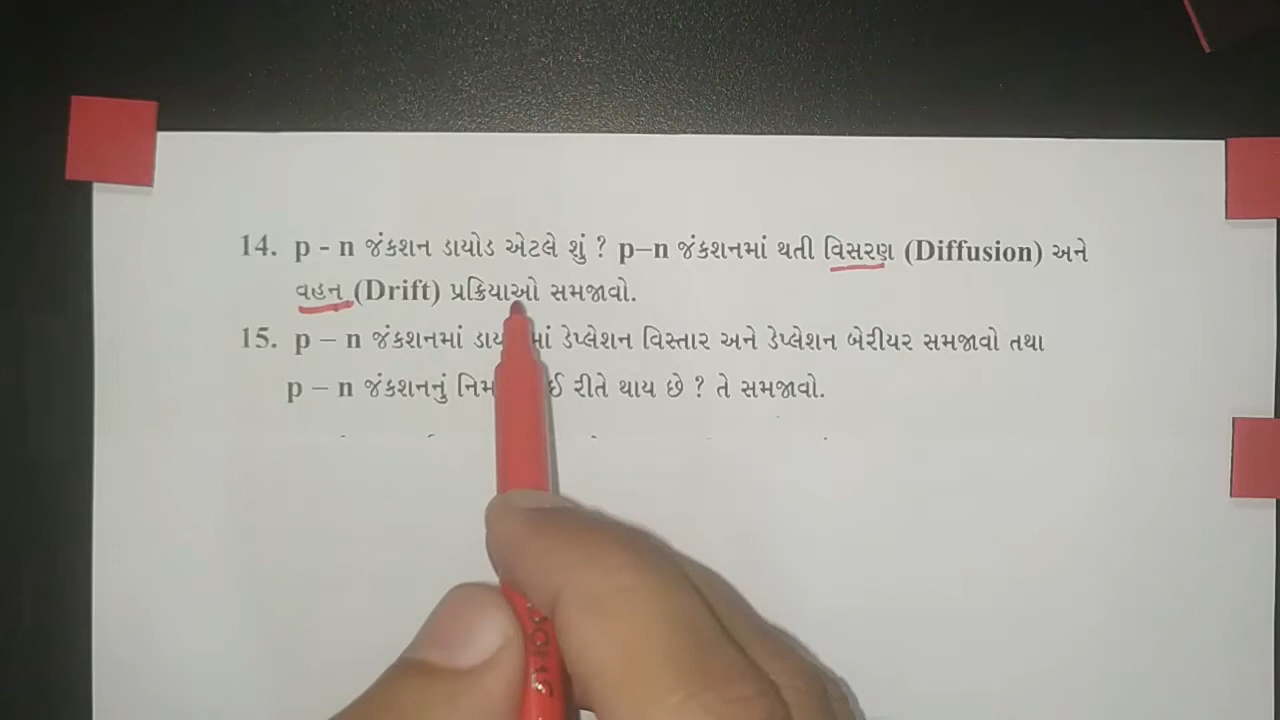 14. p - n જંકશન ડાયોડ એટલે શું ? p–n જંકશનમાં થતી વિસરણ (Diffusion) અને
વહન (Drift) પ્રક્રિયાઓ સમજાવો.
15. p – n જંકશનમાં ડેપ્લેશન વિસ્તાર અને ડેપ્લેશન બેરીયર સમજાવો તથા
p – n જંકશનનું રીતે થાય છે ? તે સમજાવો.